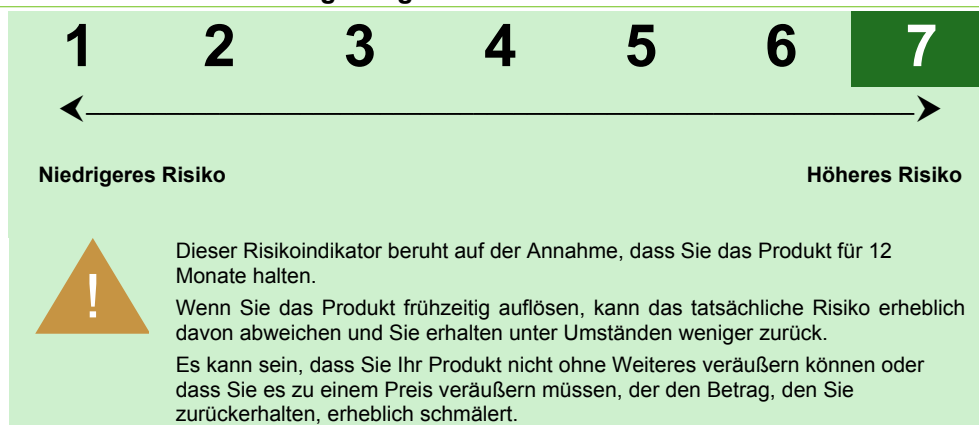 1 2 3 4 5 6 7
Niedrigeres Risiko Höheres Risiko
! Dieser Risikoindikator beruht auf der Annahme, dass Sie das Produkt für 12
Monate halten.
Wenn Sie das Produkt frühzeitig auflösen, kann das tatsächliche Risiko erheblich
davon abweichen und Sie erhalten unter Umständen weniger zurück.
Es kann sein, dass Sie Ihr Produkt nicht ohne Weiteres veräußern können oder
dass Sie es zu einem Preis veräußern müssen, der den Betrag, den Sie
zurückerhalten, erheblich schmälert.